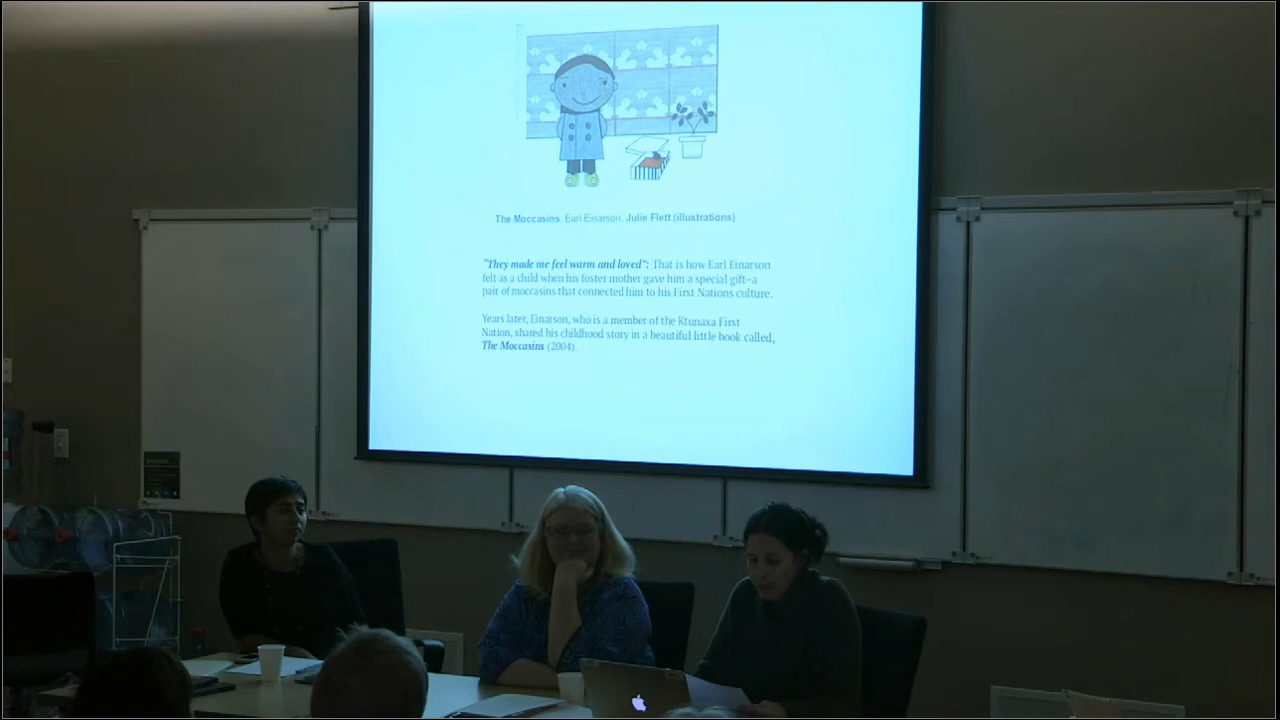 The Moccasins, Earl Einarson, Julie Flett (illustrations)
"They made me feel warm and loved": That is how Earl Einarson
felt as a child when his foster mother gave him a special gift–a
pair of moccasins that connected him to his First Nations culture.
Years later, Einarson, who is a member of the Ktunaxa First
Nation, shared his childhood story in a beautiful little book called,
The Moccasins (2004).